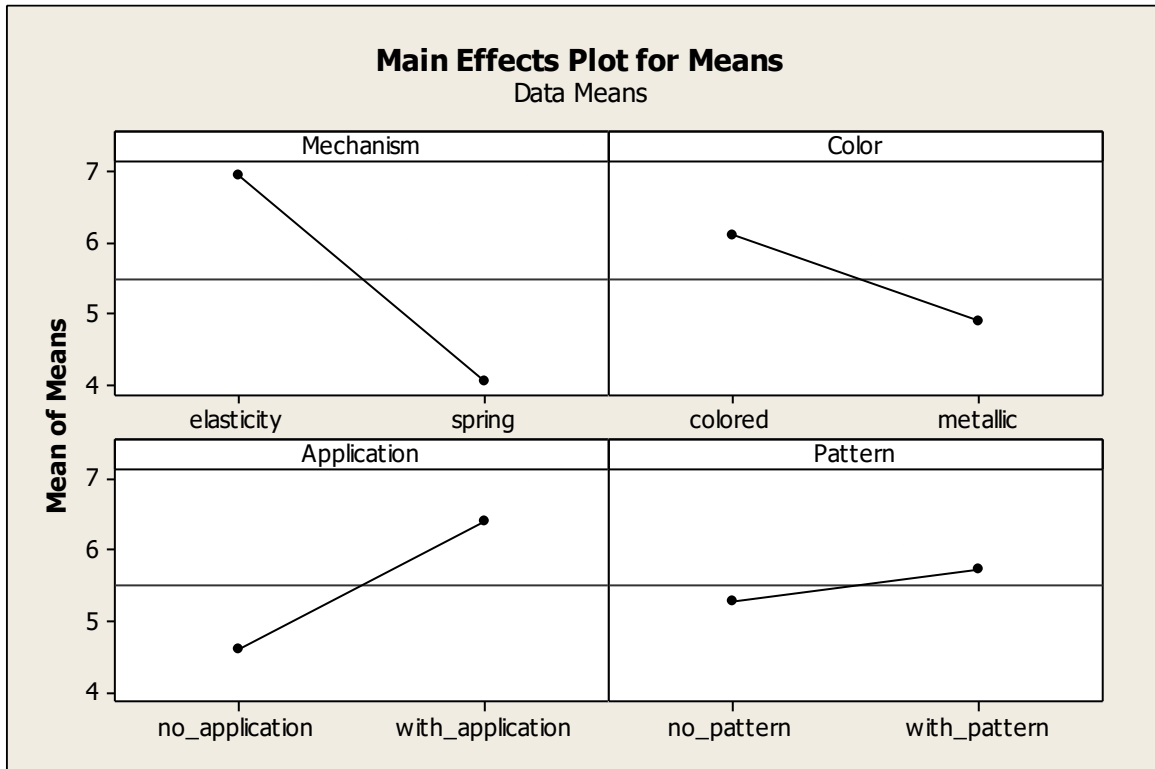 Main Effects Plot for Means
Data Means
Mean of Means
Mechanism Color
7
6
5
4
elasticity spring colored metallic
Application Pattern
7
6
5
4
no_application with_application no_pattern with_pattern